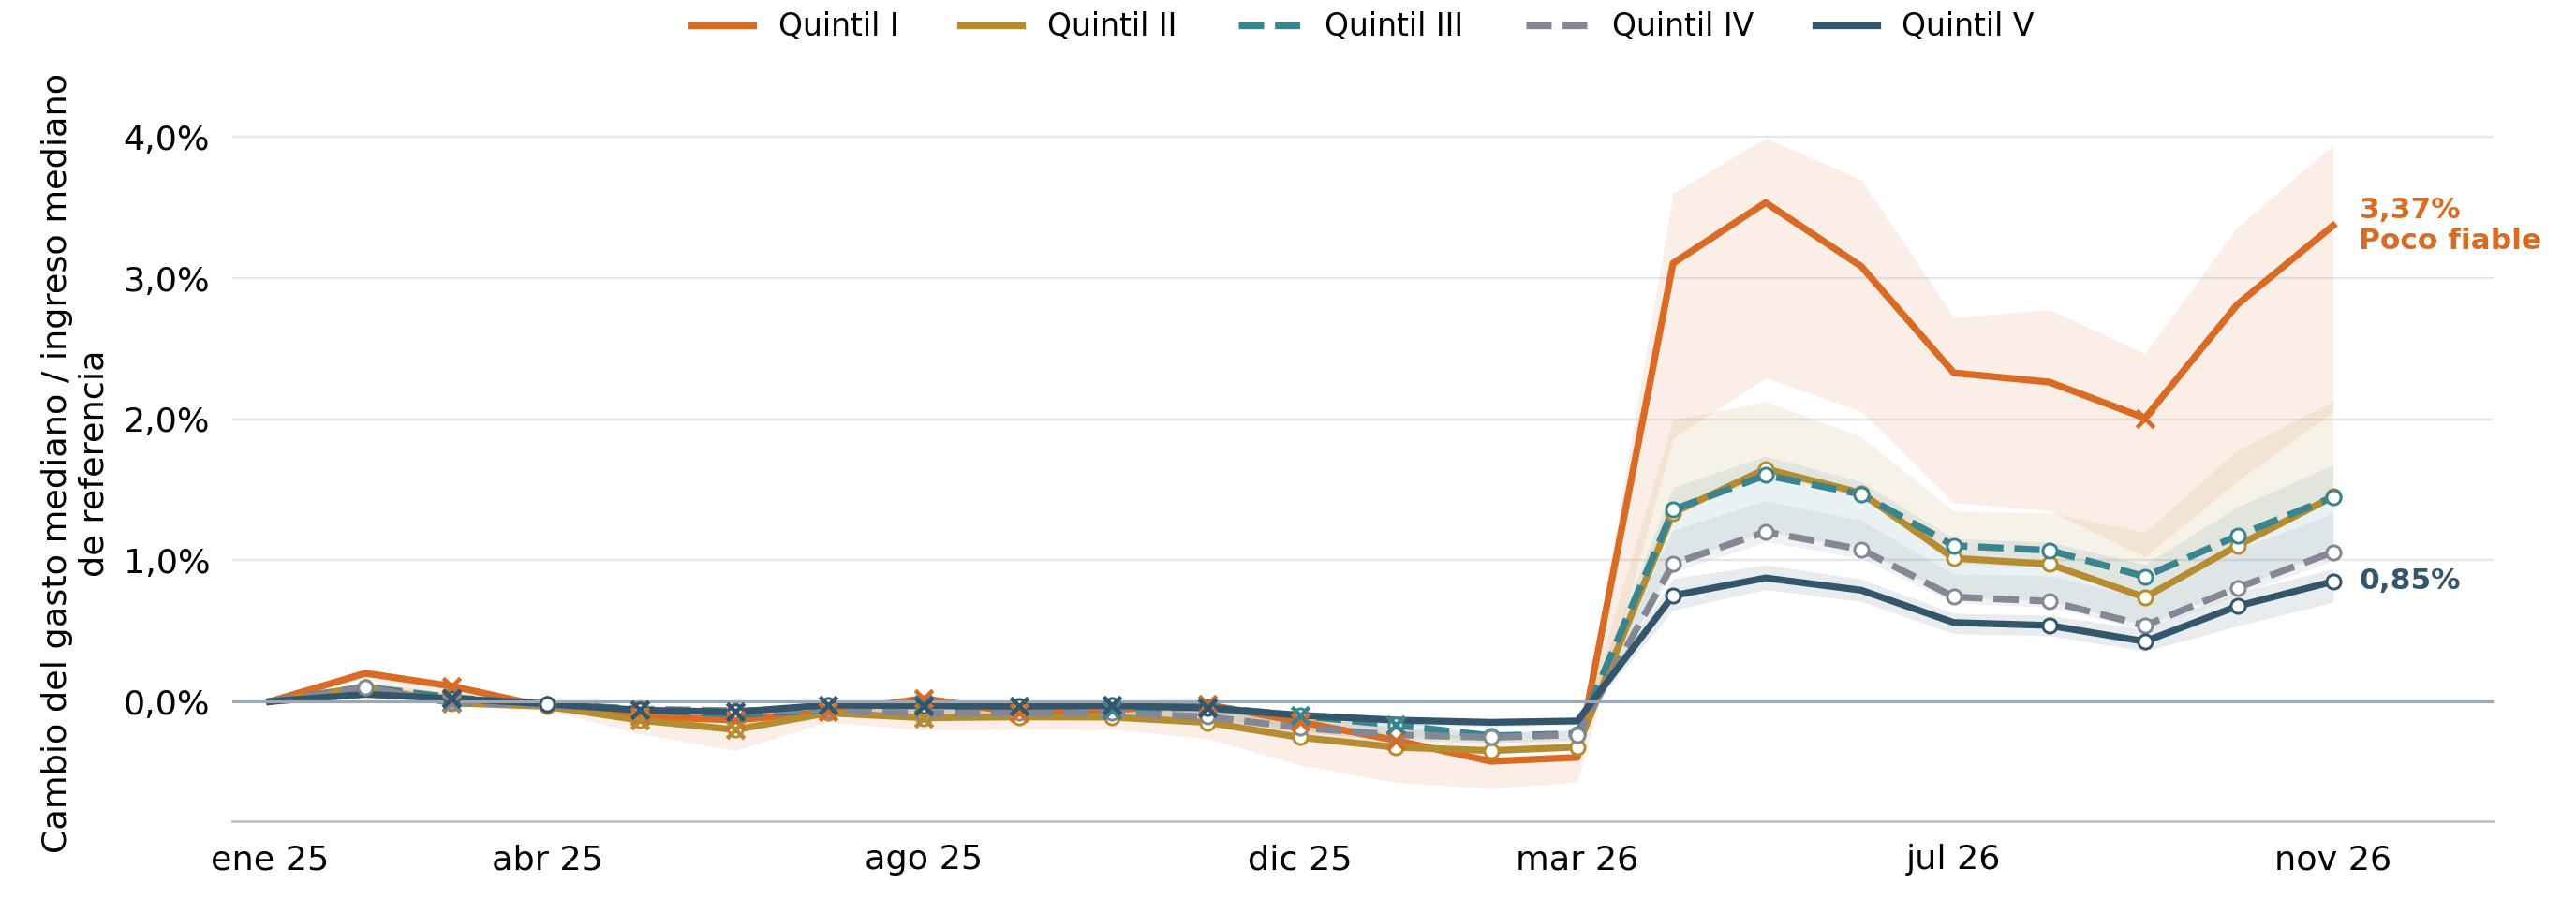 Quintil I
Quintil II
Quintil III
Quintil IV
Quintil V
Cambio del gasto mediano / ingreso mediano
de referencia
4,0%
3,0%
2,0%
1,0%
0,0%
3,37%
Poco fiable
0,85%
ene 25
abr 25
ago 25
dic 25
mar 26
jul 26
nov 26